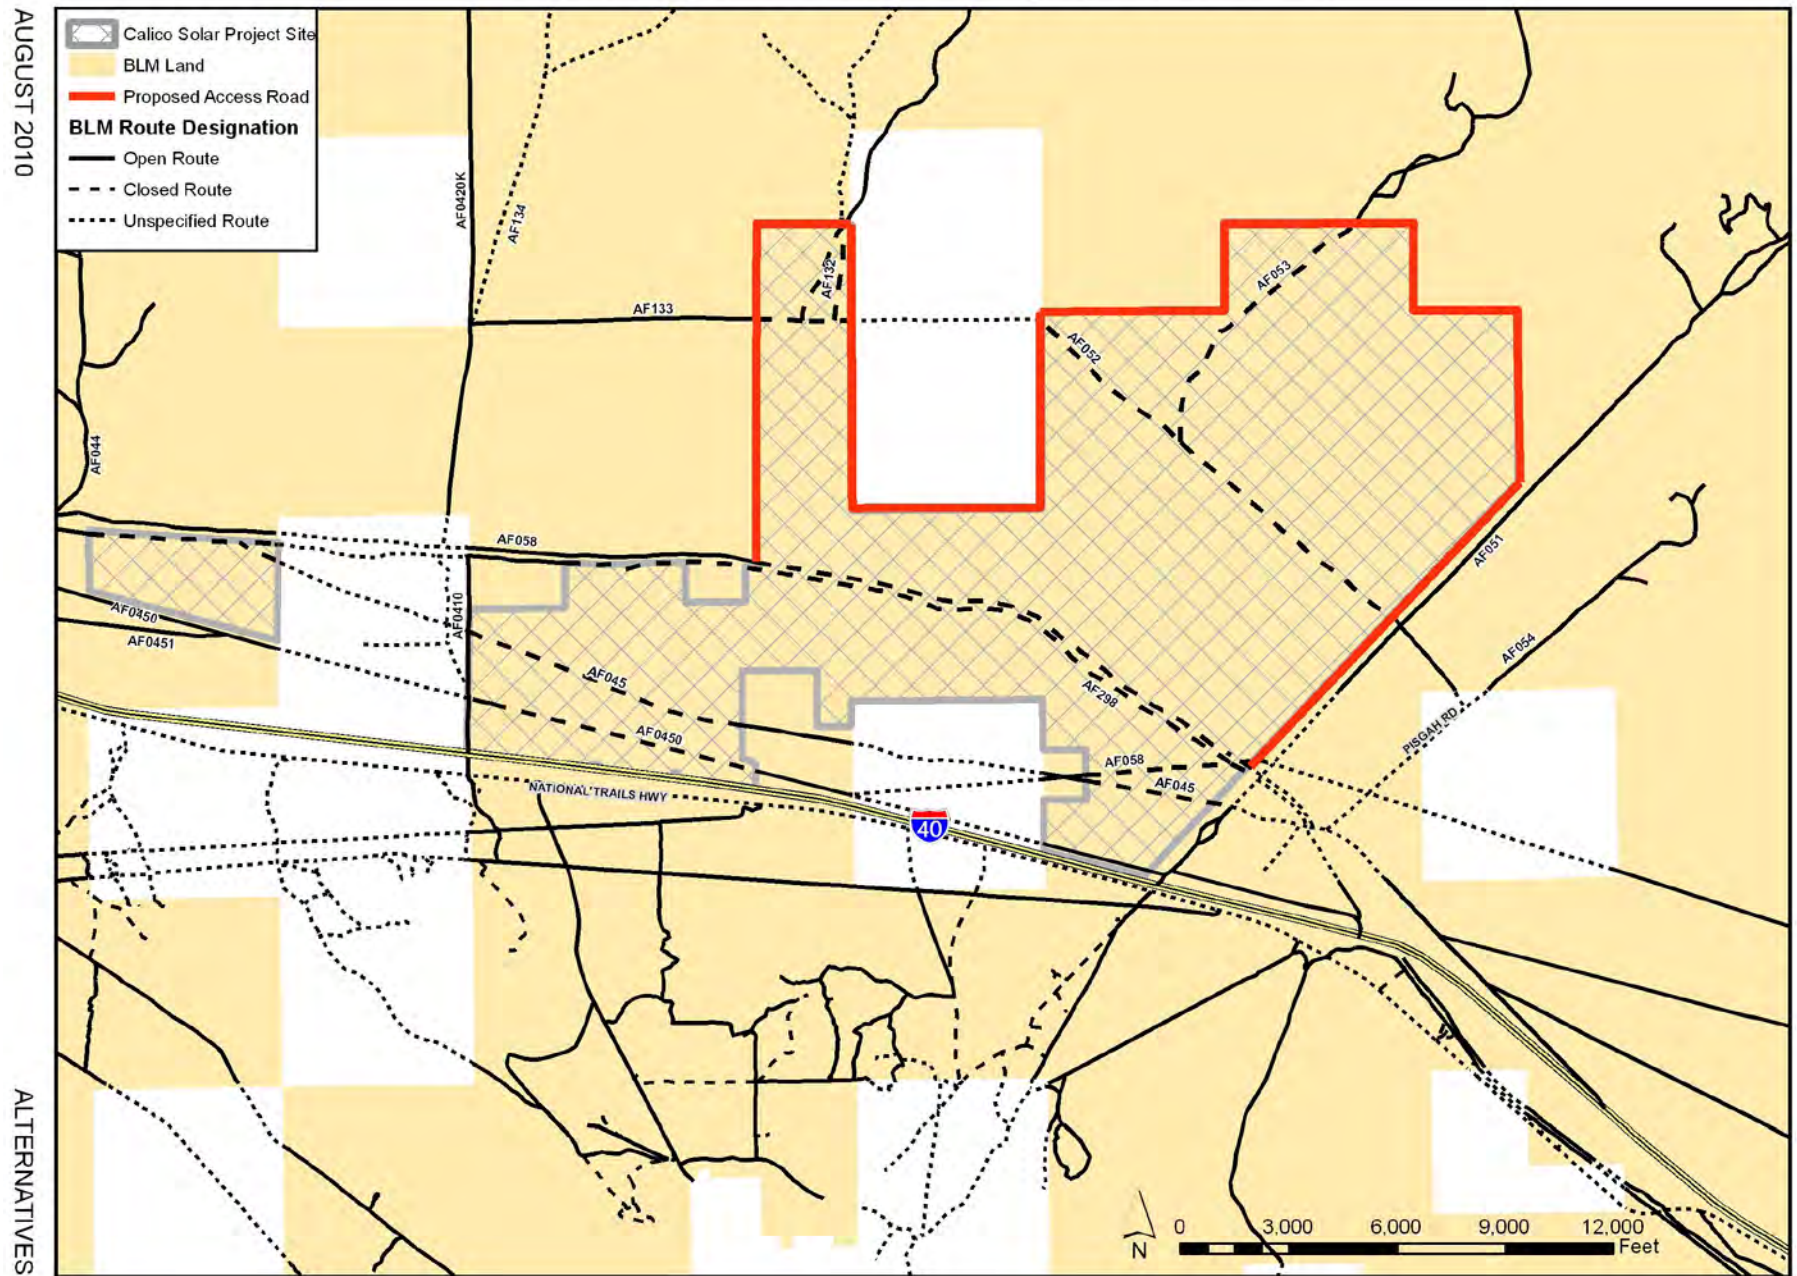 AUGUST 2010
ALTERNATIVES
Calico Solar Project Site
BLM Land
Proposed Access Road
BLM Route Designation
Open Route
Closed Route
Unspecified Route
AF0420K
AF134
AF133
AF132
AF053
AF052
AF044
AF058
AF051
AF0450
AF0451
AF0410
AF045
AF298
AF054
AF0450
PISGAH RD
AF058
AF045
NATIONAL TRAILS HWY
40
N
0 3,000 6,000 9,000 12,000
Feet